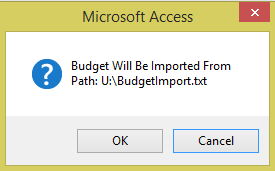 Microsoft Access
Budget Will Be Imported From
Path: U:\BudgetImport.txt
OK
Cancel